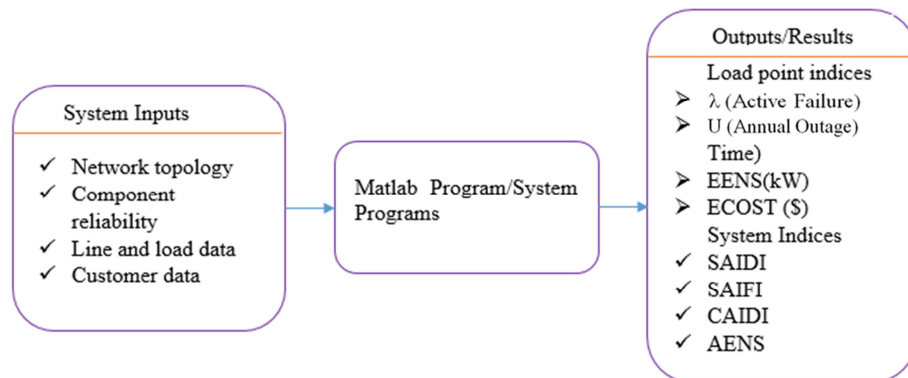 System Inputs
✓ Network topology
✓ Component
reliability
✓ Line and load data
✓ Customer data
Matlab Program/System
Programs
Outputs/Results
Load point indices
➢ λ (Active Failure)
➢ U (Annual Outage)
Time)
➢ EENS(kW)
➢ ECOST ($)
System Indices
✓ SAIDI
✓ SAIFI
✓ CAIDI
✓ AENS